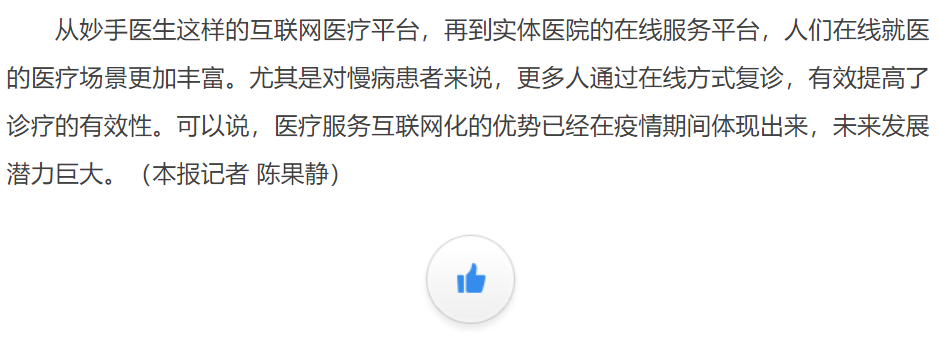 从妙手医生这样的互联网医疗平台，再到实体医院的在线服务平台，人们在线就医
的医疗场景更加丰富。尤其是对慢病患者来说，更多人通过在线方式复诊，有效提高了
诊疗的有效性。可以说，医疗服务互联网化的优势已经在疫情期间体现出来，未来发展
潜力巨大。（本报记者 陈果静）